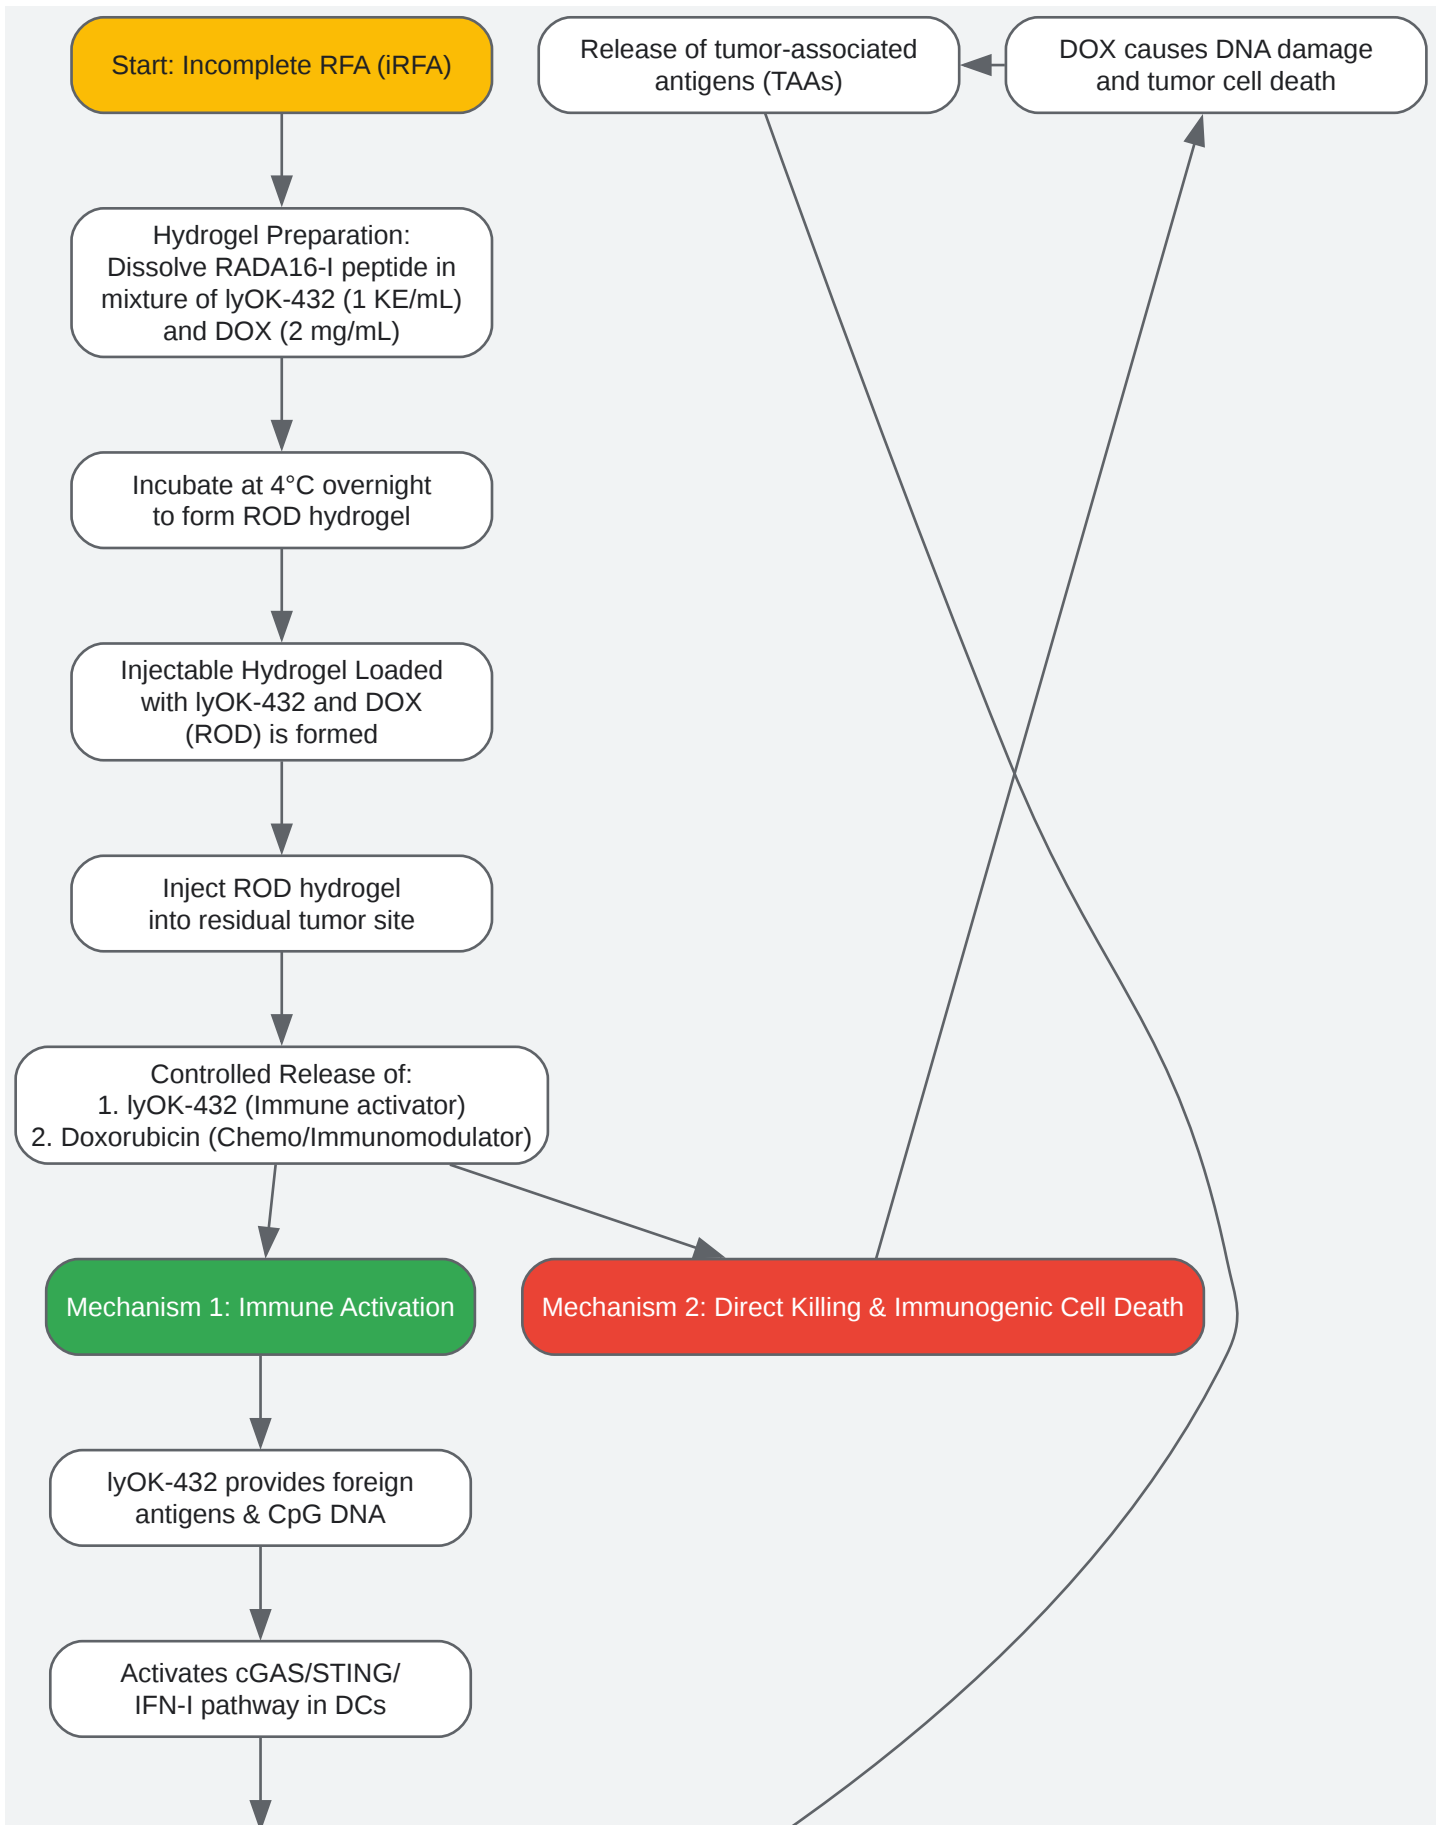 Start: Incomplete RFA (iRFA)
Release of tumor-associated
antigens (TAAs)
DOX causes DNA damage
and tumor cell death
Hydrogel Preparation:
Dissolve RADA16-I peptide in
mixture of lyOK-432 (1 KE/mL)
and DOX (2 mg/mL)
Incubate at 4°C overnight
to form ROD hydrogel
Injectable Hydrogel Loaded
with lyOK-432 and DOX
(ROD) is formed
Inject ROD hydrogel
into residual tumor site
Controlled Release of:
1. lyOK-432 (Immune activator)
2. Doxorubicin (Chemo/Immunomodulator)
Mechanism 1: Immune Activation
Mechanism 2: Direct Killing & Immunogenic Cell Death
lyOK-432 provides foreign
antigens & CpG DNA
Activates cGAS/STING/
IFN-I pathway in DCs